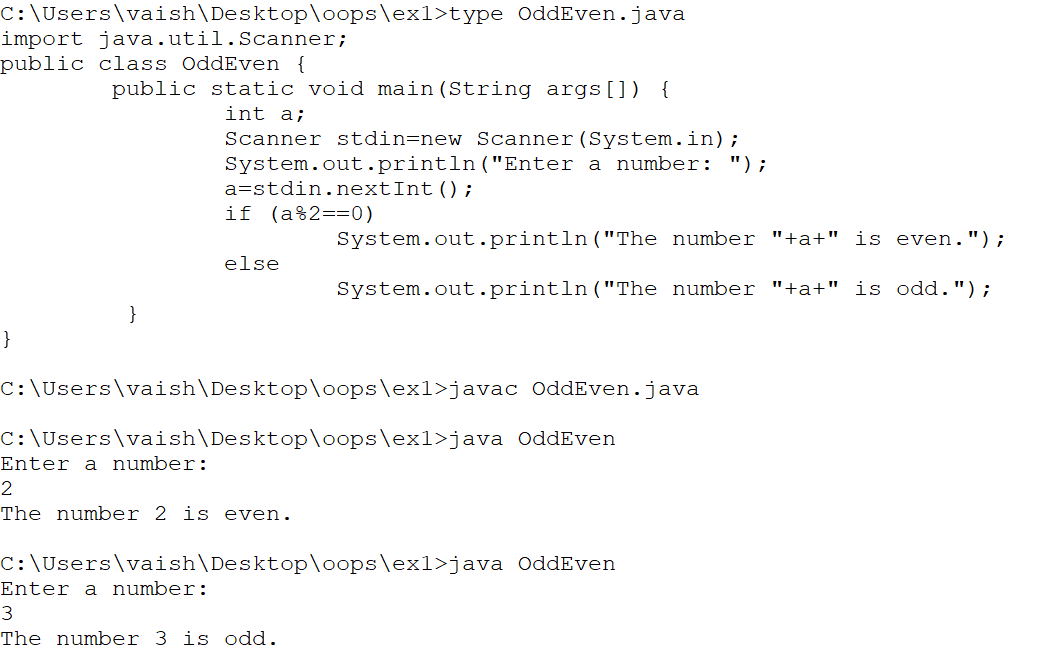 C:\Users\vaish\Desktop\oops\ex1>type OddEven.java
import java.util.Scanner;
public class OddEven {
        public static void main(String args[]) {
                int a;
                Scanner stdin=new Scanner(System.in);
                System.out.println("Enter a number: ");
                a=stdin.nextInt();
                if (a%2==0)
                        System.out.println("The number "+a+" is even.");
                else
                        System.out.println("The number "+a+" is odd.");
         }
}
C:\Users\vaish\Desktop\oops\ex1>javac OddEven.java
C:\Users\vaish\Desktop\oops\ex1>java OddEven
Enter a number:
2
The number 2 is even.
C:\Users\vaish\Desktop\oops\ex1>java OddEven
Enter a number:
3
The number 3 is odd.